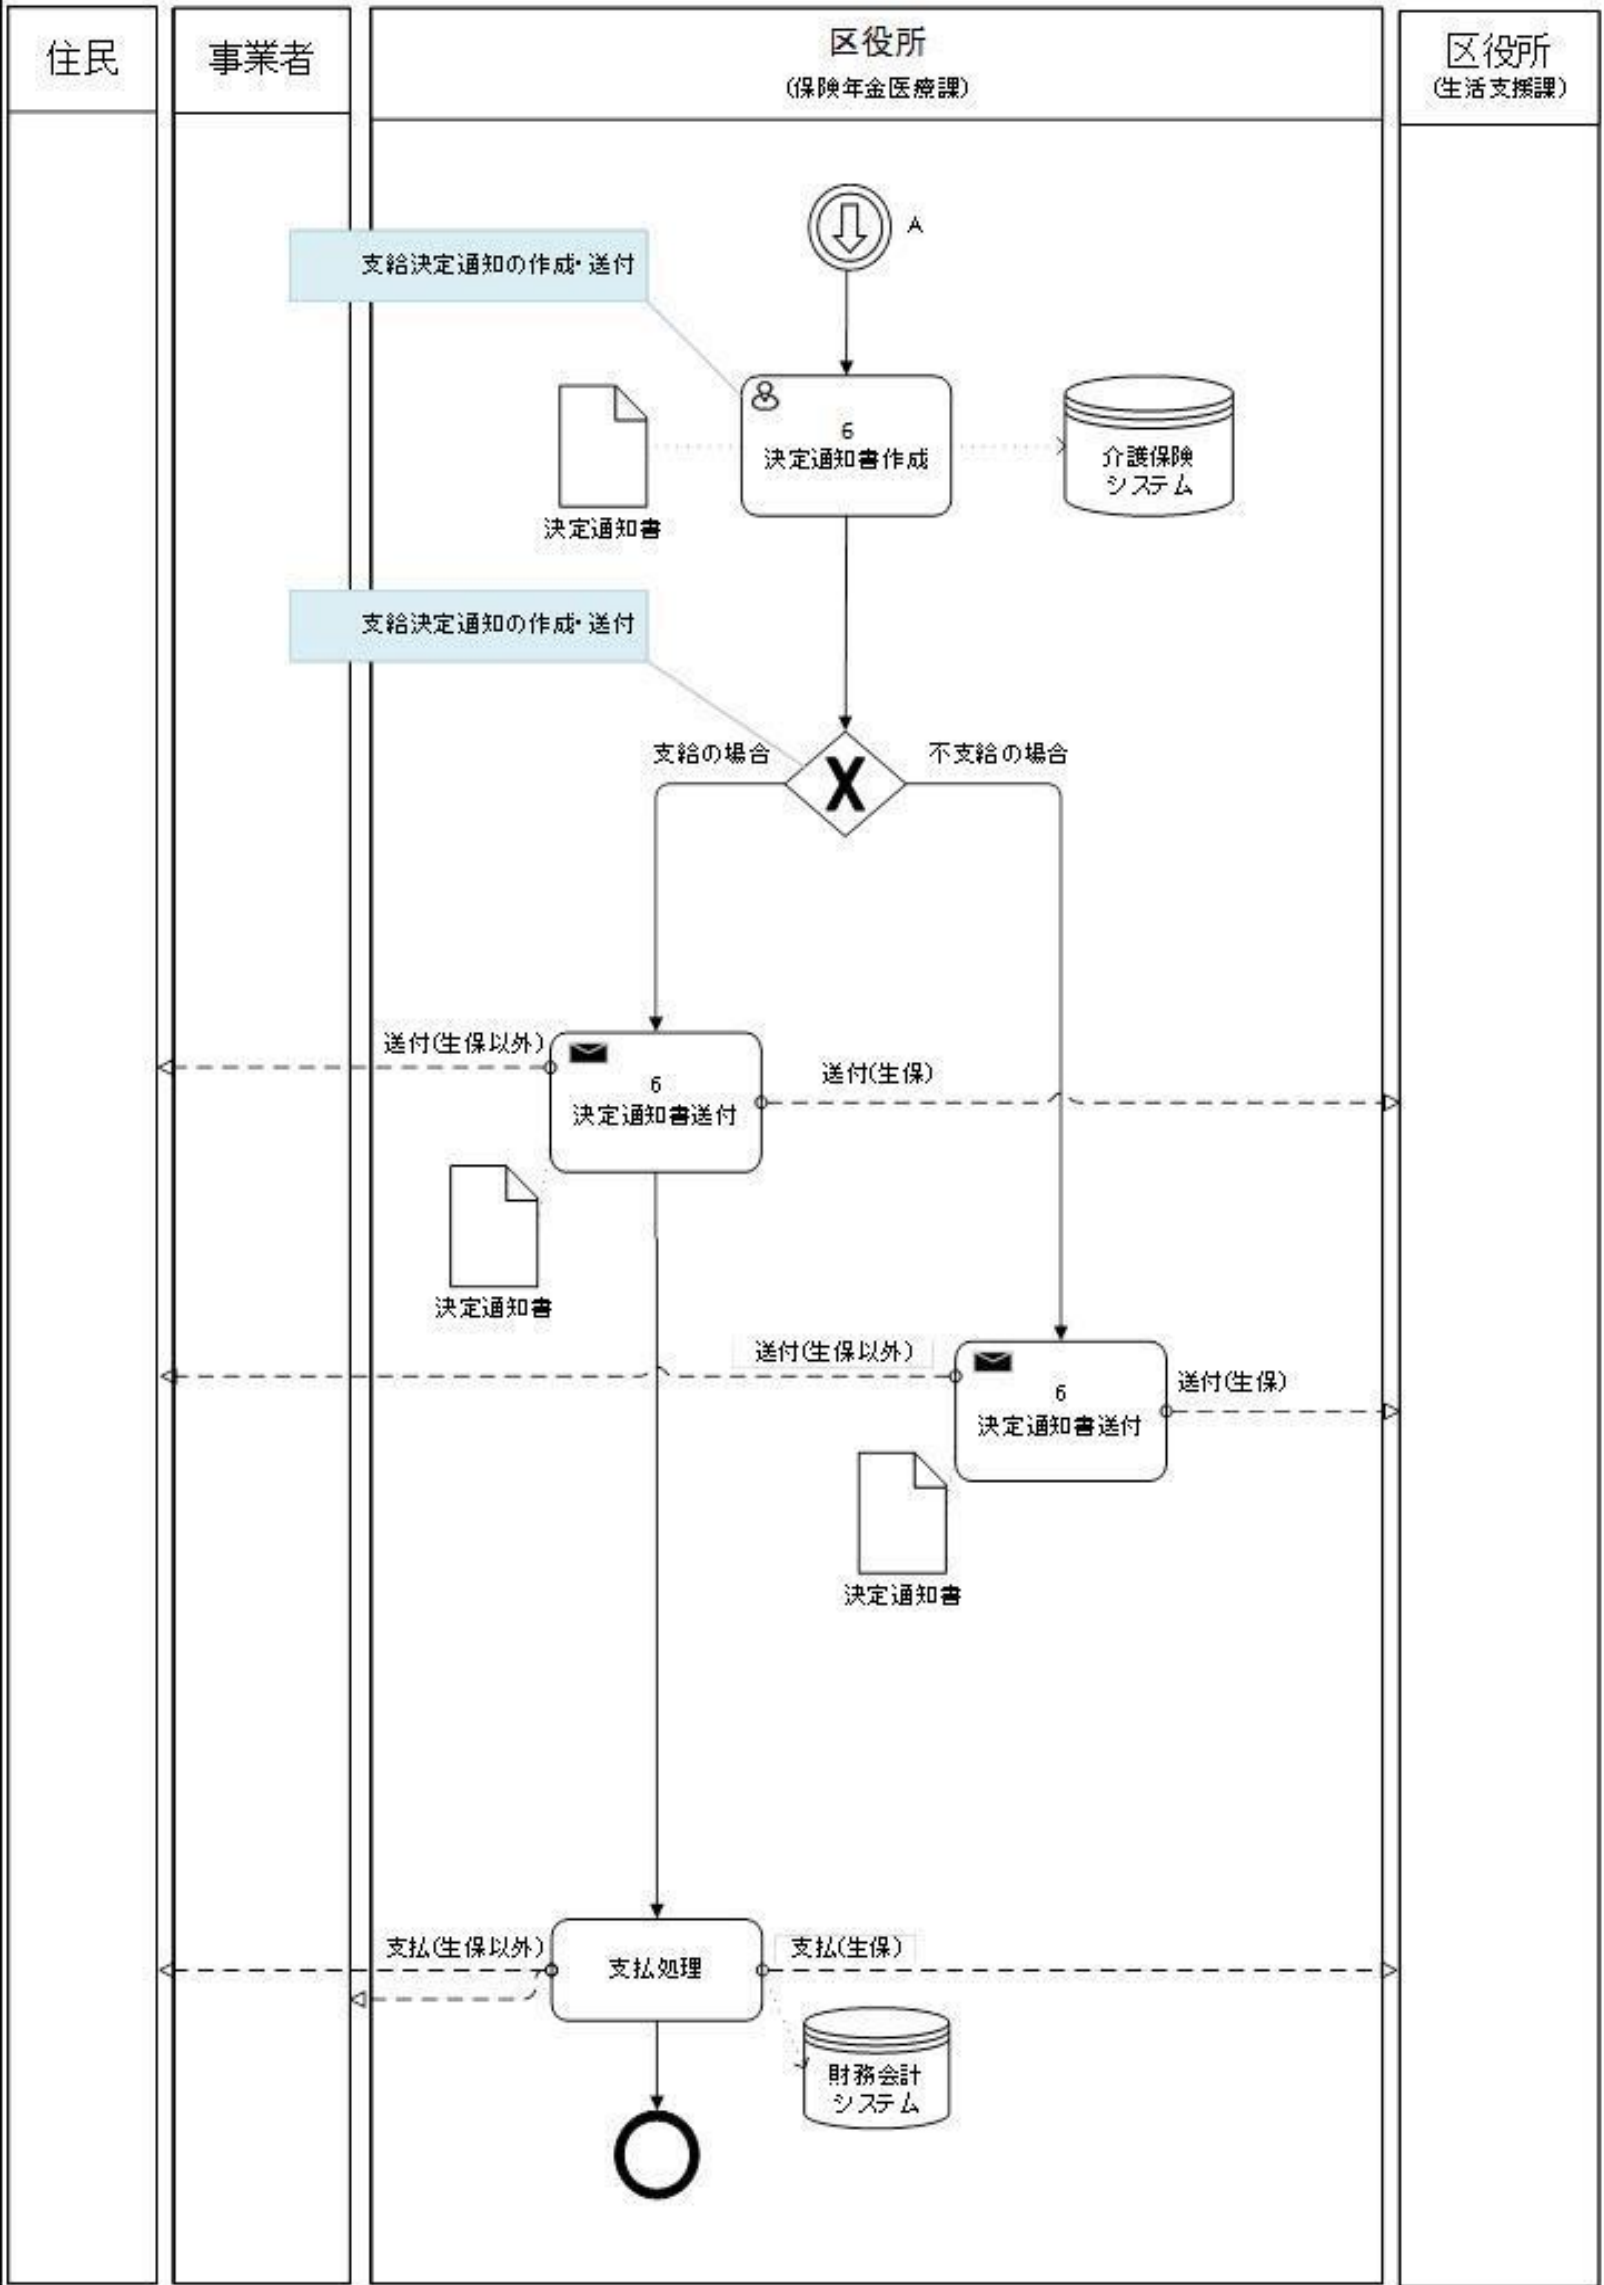 住民
事業者
区役所
(保険年金医療課)
区役所
(生活支援課)
A
支給決定通知の作成・送付
6
決定通知書作成
介護保険
システム
決定通知書
支給決定通知の作成・送付
支給の場合
不支給の場合
X
送付(生保以外)
6
決定通知書送付
送付(生保)
決定通知書
送付(生保以外)
6
決定通知書送付
送付(生保)
決定通知書
支払(生保以外)
支払処理
支払(生保)
財務会計
システム